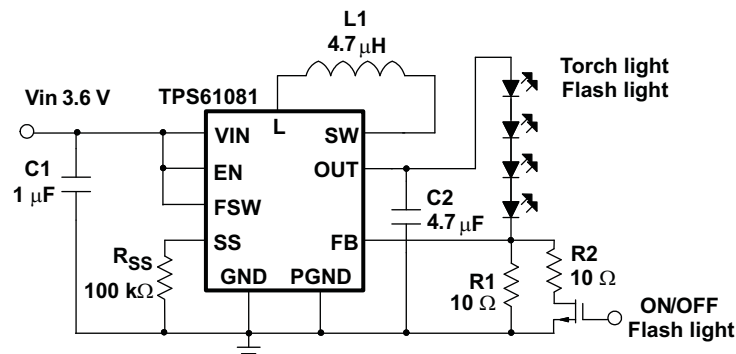 L1
4.7 μH
Torch light
Flash light
Vin 3.6 V
TPS61081
L
VIN
SW
EN
OUT
C1
1 μF
FSW
C2
4.7 μF
SS
FB
RSS
100 kΩ
GND
PGND
R1
10 Ω
R2
10 Ω
ON/OFF
Flash light